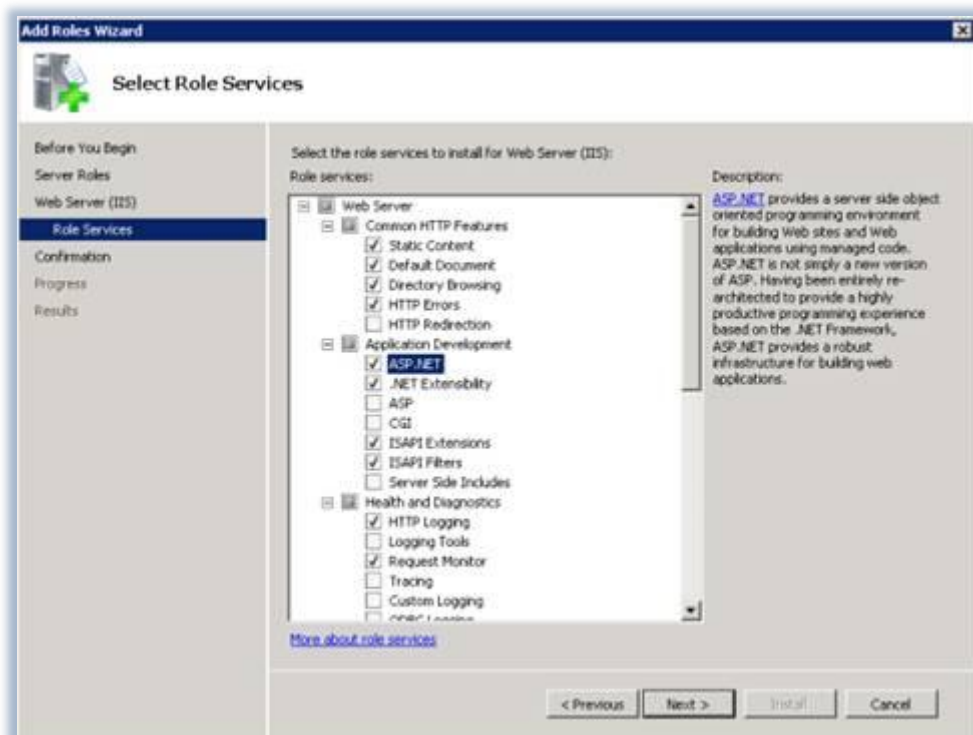 Add Roles Wizard
Select Role Services
Before You Begin
Server Roles
Web Server (IIS)
Role Services
Confirmation
Progress
Results
Select the role services to install for Web Server (IIS):
Role services:
Web Server
Common HTTP Features
Static Content
Default Document
Directory Browsing
HTTP Errors
HTTP Redirection
Application Development
ASP.NET
.NET Extensibility
ASP
CGI
ISAPI Extensions
ISAPI Filters
Server Side Includes
Health and Diagnostics
HTTP Logging
Logging Tools
Request Monitor
Tracing
Custom Logging
ODBC Logging
More about role services
Description:
ASP.NET provides a server side object
oriented programming environment
for building Web sites and Web
applications using managed code.
ASP.NET is not simply a new version
of ASP. Having been entirely re-
architected to provide a highly
productive programming experience
based on the .NET Framework,
ASP.NET provides a robust
infrastructure for building web
applications.
< Previous
Next >
Install
Cancel